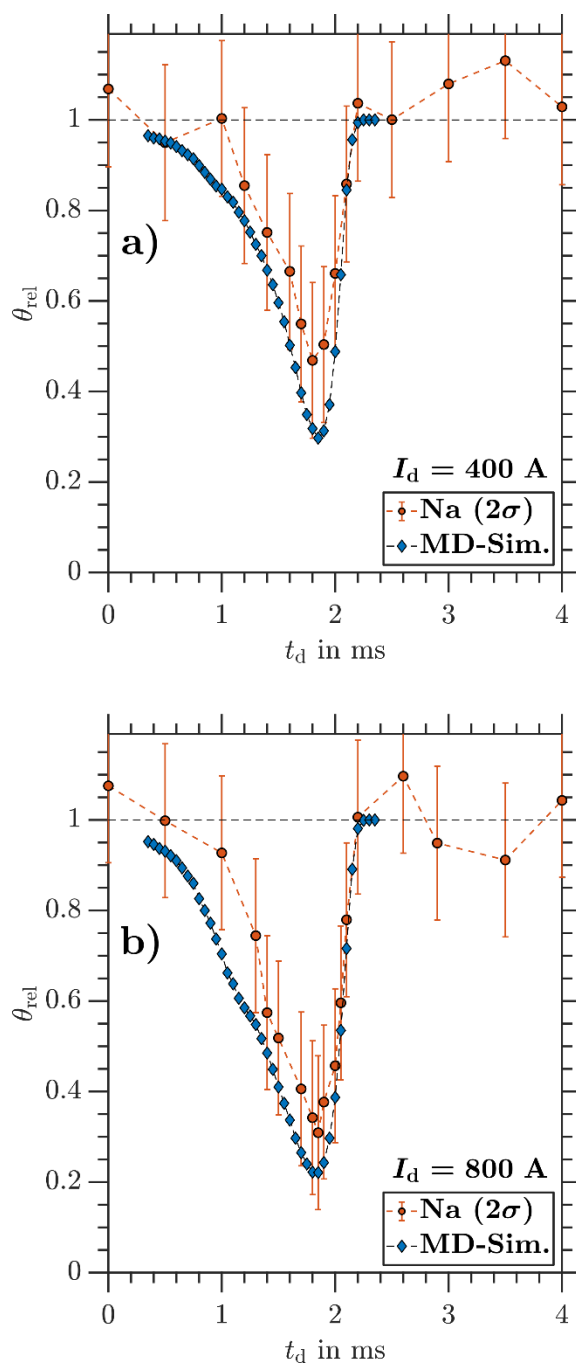 1
0.8
0.6
0.4
0.2
0
θrel
a)
Id = 400 A
Na (2σ)
MD-Sim.
0 1 2 3 4
td in ms
1
0.8
0.6
0.4
0.2
0
θrel
b)
Id = 800 A
Na (2σ)
MD-Sim.
0 1 2 3 4
td in ms